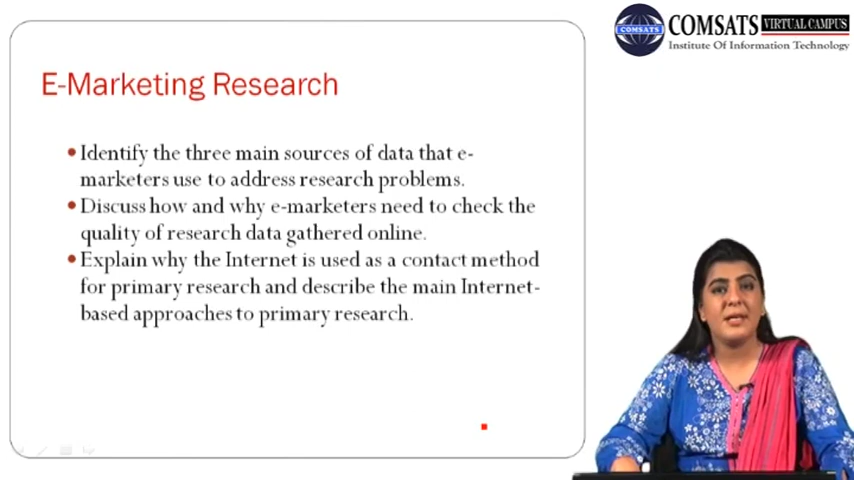 COMSATS VIRTUAL CAMPUS
COMSATS
Institute Of Information Technology
E-Marketing Research
Identify the three main sources of data that e-
marketers use to address research problems.
Discuss how and why e-marketers need to check the
quality of research data gathered online.
Explain why the Internet is used as a contact method
for primary research and describe the main Internet-
based approaches to primary research.